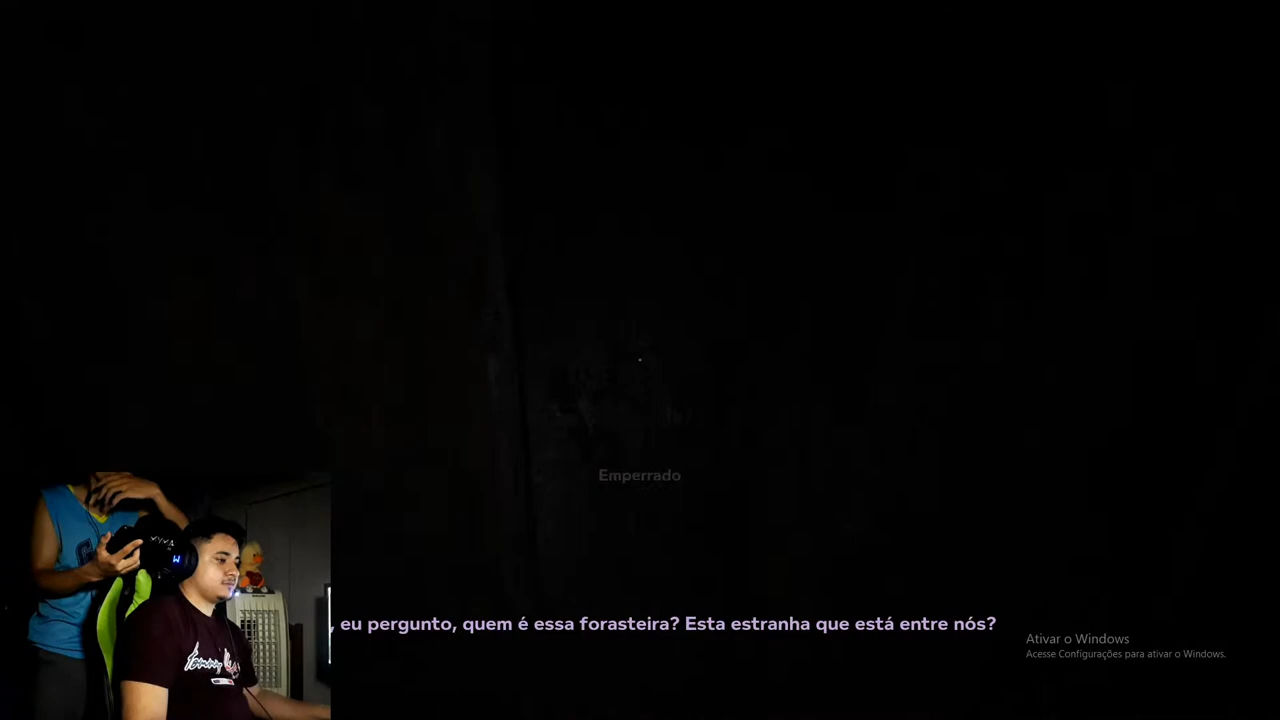 Emperrado
, eu pergunto, quem é essa forasteira? Esta estranha que está entre nós?
Ativar o Windows
Acesse Configurações para ativar o Windows.